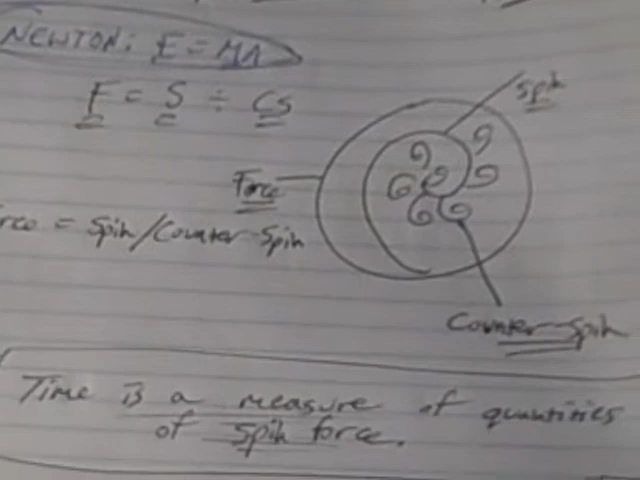 NEWTON: F = MA
F = S ÷ CS
Spin
Force
rce = Spin/Counter-Spin
Counter-Spin
Time is a measure of quantities
of Spin force.